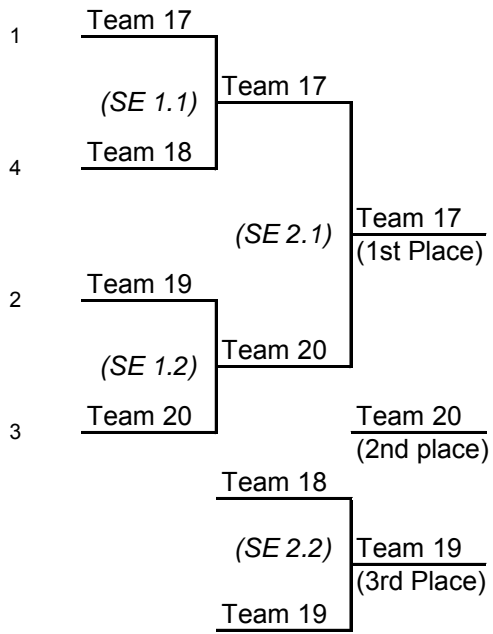 1
Team 17
(SE 1.1)
Team 17
4
Team 18
(SE 2.1)
Team 17
(1st Place)
2
Team 19
(SE 1.2)
Team 20
3
Team 20
Team 20
(2nd place)
Team 18
(SE 2.2)
Team 19
(3rd Place)
Team 19